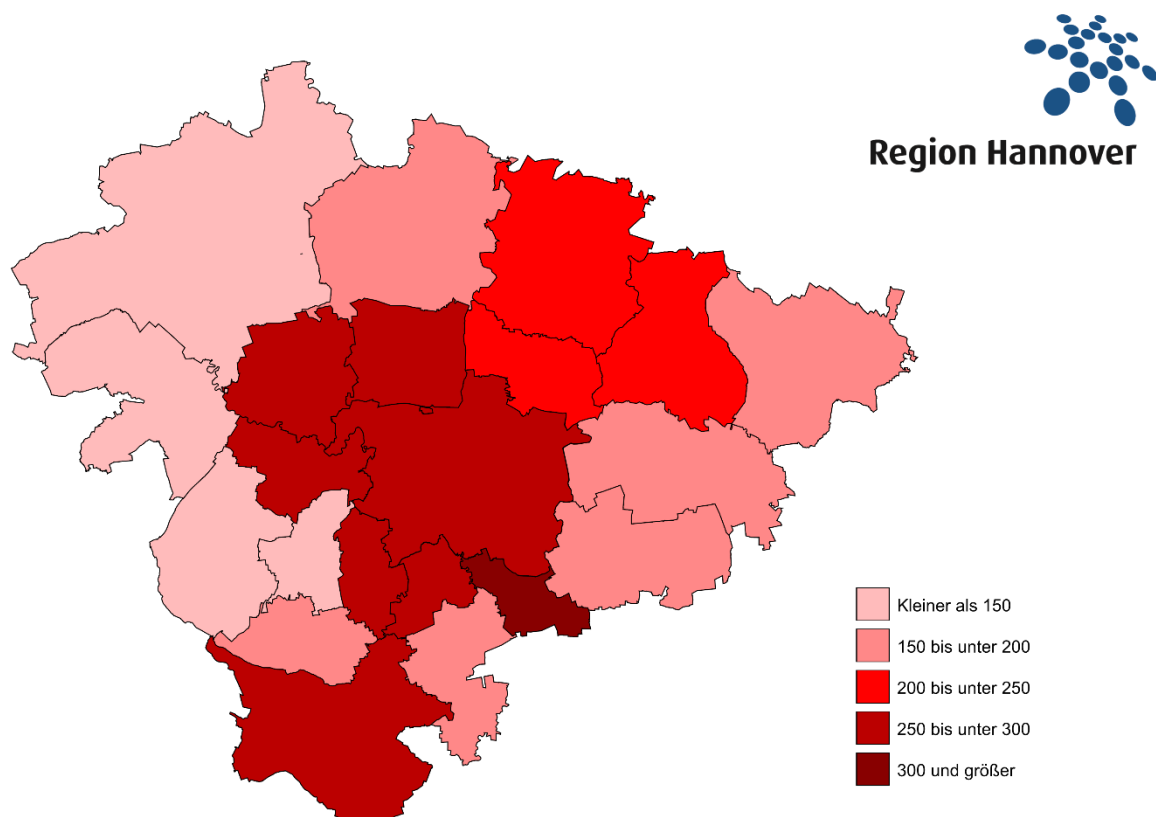 Region Hannover
Kleiner als 150
150 bis unter 200
200 bis unter 250
250 bis unter 300
300 und größer